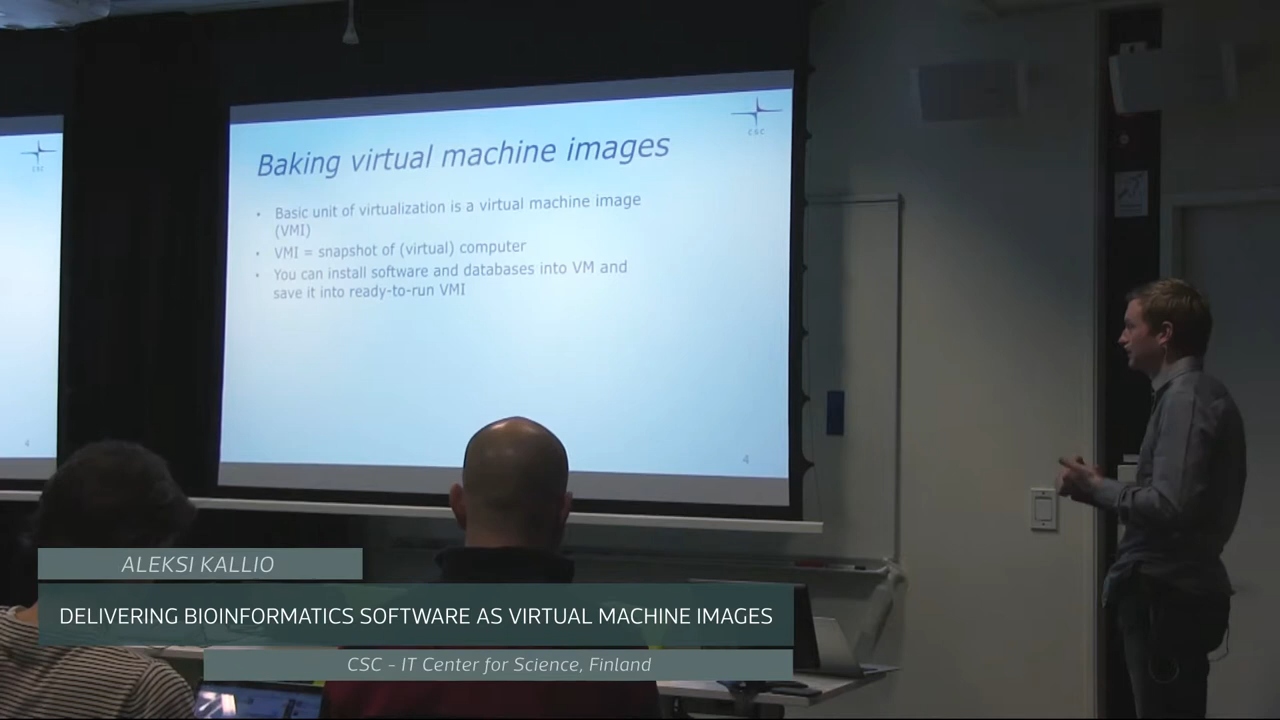 CSC
CSC
Baking virtual machine images
• Basic unit of virtualization is a virtual machine image
(VMI)
• VMI = snapshot of (virtual) computer
• You can install software and databases into VM and
save it into ready-to-run VMI
4
4
ALEKSI KALLIO
DELIVERING BIOINFORMATICS SOFTWARE AS VIRTUAL MACHINE IMAGES
CSC - IT Center for Science, Finland